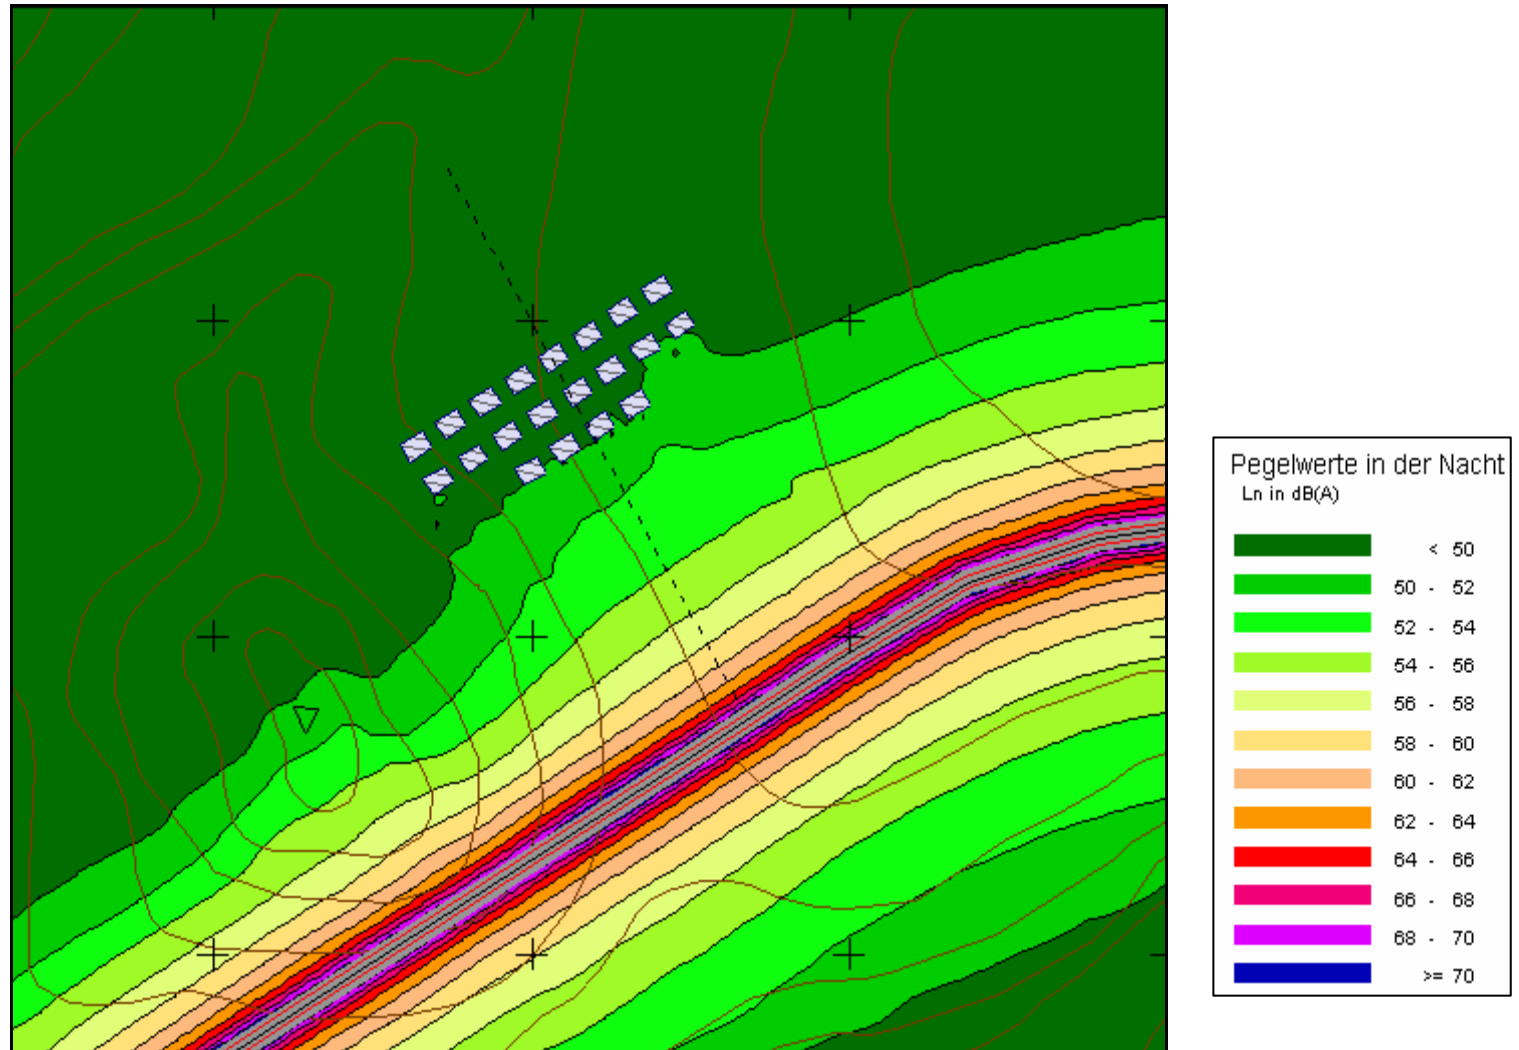 Pegelwerte in der Nacht
Ln in dB(A)
< 50
50 - 52
52 - 54
54 - 56
56 - 58
58 - 60
60 - 62
62 - 64
64 - 66
66 - 68
68 - 70
>= 70